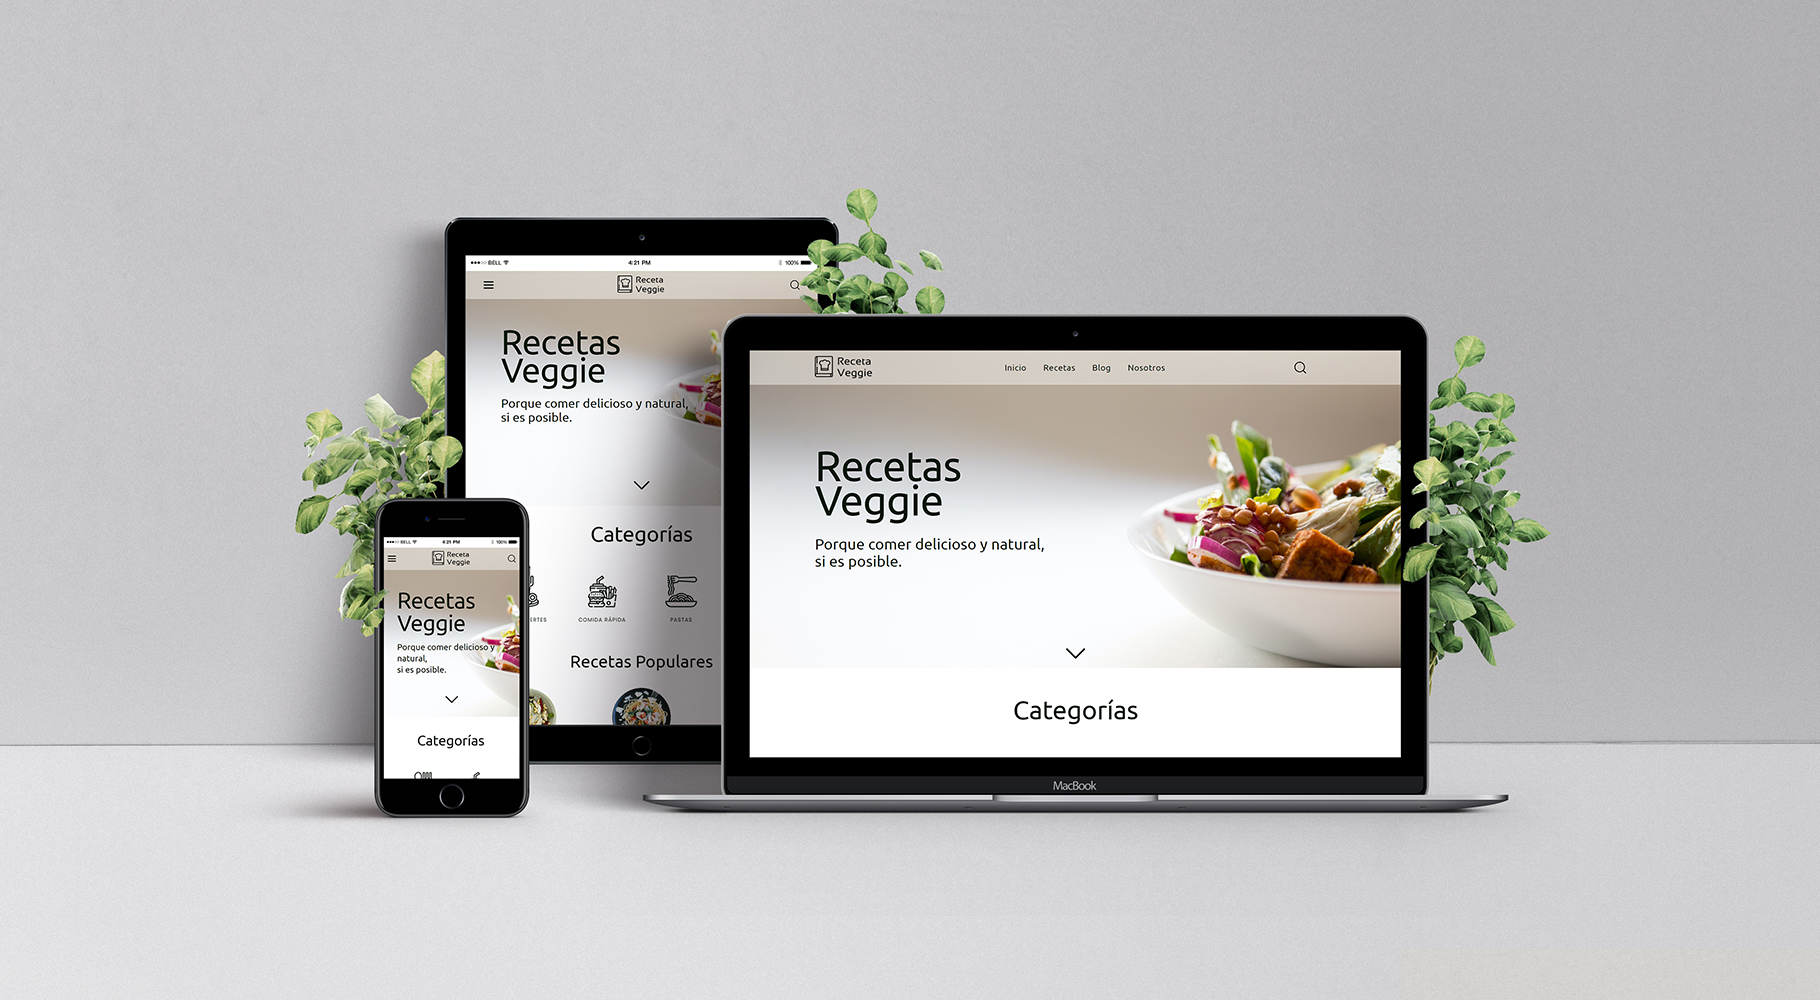 BELL
4:21 PM
100%
Receta
Veggie
Recetas
Veggie
Porque comer delicioso y natural,
si es posible.
Categorías
ERTES
COMIDA RÁPIDA
PASTAS
Recetas Populares
BELL
4:21 PM
100%
Receta
Veggie
Recetas
Veggie
Porque comer delicioso y
natural,
si es posible.
Categorías
Receta
Veggie
Inicio Recetas Blog Nosotros
Recetas
Veggie
Porque comer delicioso y natural,
si es posible.
Categorías
MacBook